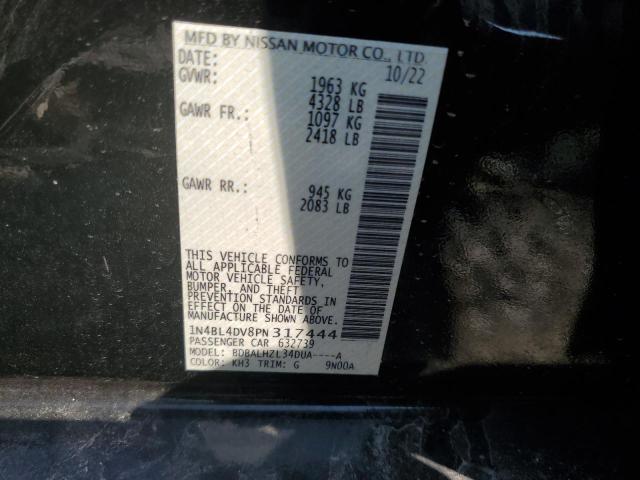 MFD BY NISSAN MOTOR CO., LTD.
DATE: 10/22
GVWR: 1963 KG
4328 LB
GAWR FR.: 1097 KG
2418 LB
GAWR RR.: 945 KG
2083 LB
THIS VEHICLE CONFORMS TO
ALL APPLICABLE FEDERAL
MOTOR VEHICLE SAFETY,
BUMPER, AND THEFT
PREVENTION STANDARDS IN
EFFECT ON THE DATE OF
MANUFACTURE SHOWN ABOVE.
1N4BL4DV8PN317444
PASSENGER CAR 632739
MODEL: BDBALHZL34DUA----A
COLOR: KH3 TRIM: G 9N00A